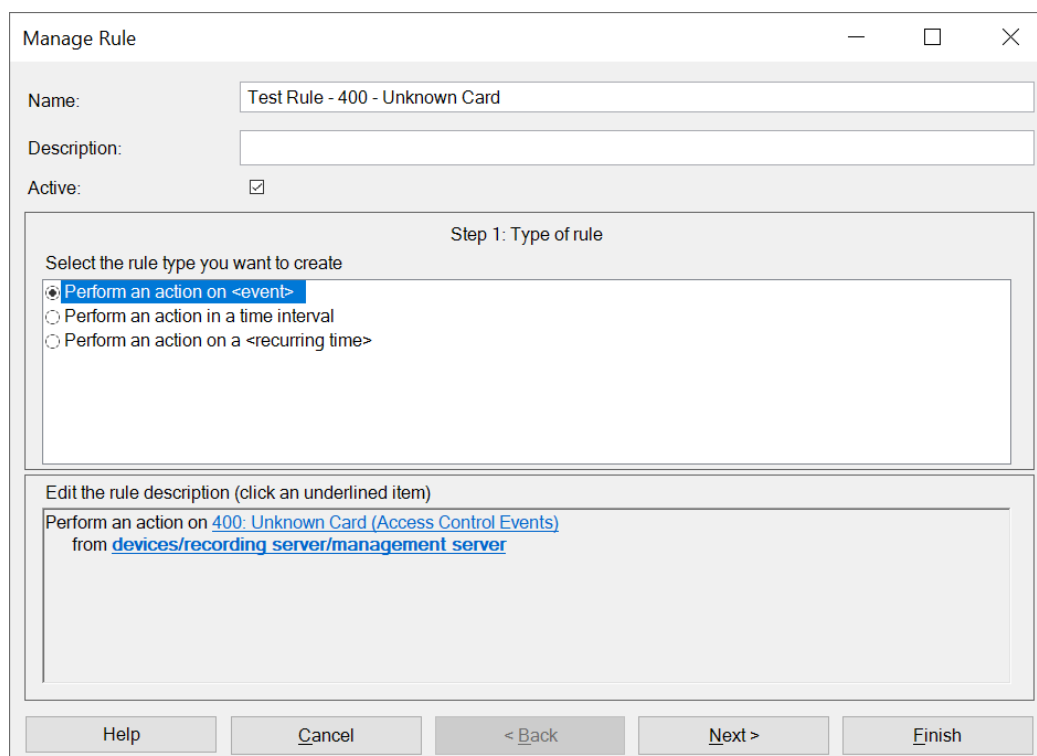 Manage Rule
Name:
Test Rule - 400 - Unknown Card
Description:
Active:
Step 1: Type of rule
Select the rule type you want to create
Perform an action on <event>
Perform an action in a time interval
Perform an action on a <recurring time>
Edit the rule description (click an underlined item)
Perform an action on 400: Unknown Card (Access Control Events)
from devices/recording server/management server
Help
Cancel
< Back
Next >
Finish